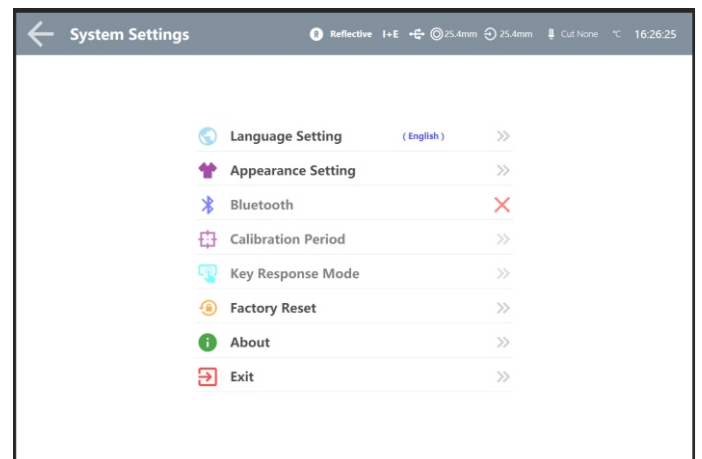 System Settings R Reflective I+E 25.4mm 25.4mm Cut None ℃ 16:26:25
Language Setting ( English )
Appearance Setting
Bluetooth
Calibration Period
Key Response Mode
Factory Reset
About
Exit